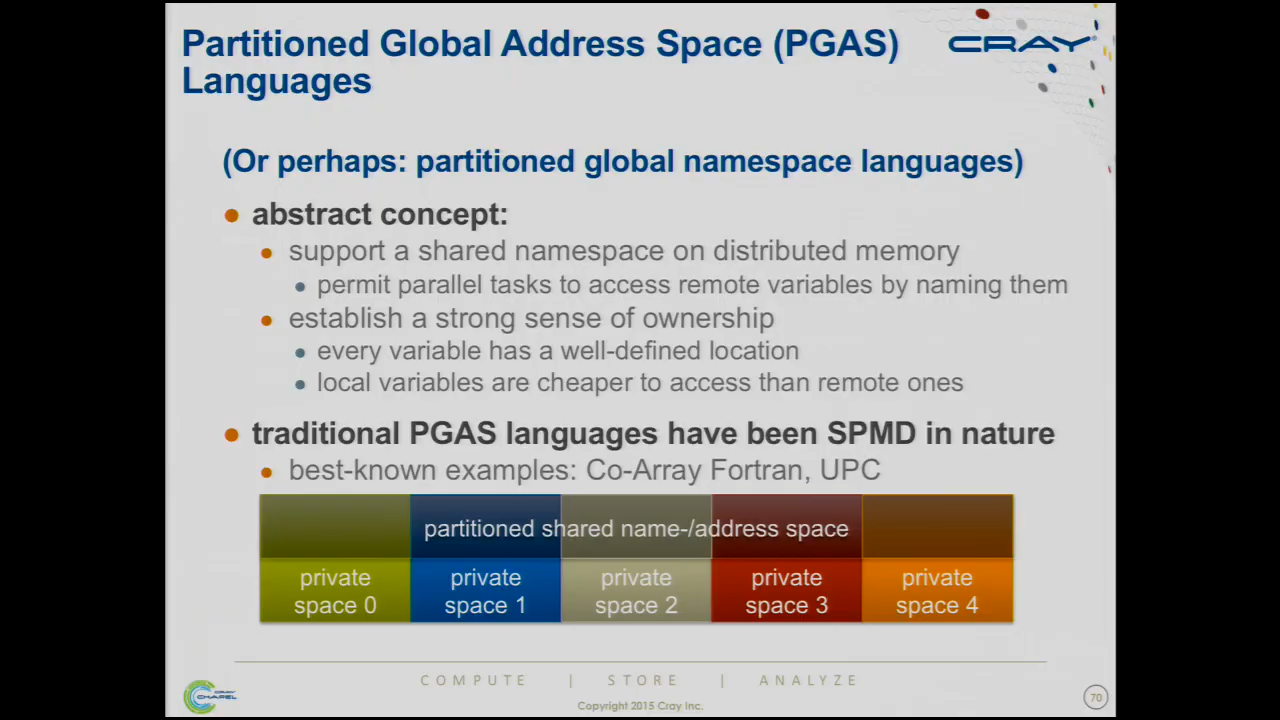 Partitioned Global Address Space (PGAS)
Languages
CRAY
(Or perhaps: partitioned global namespace languages)
● abstract concept:
● support a shared namespace on distributed memory
● permit parallel tasks to access remote variables by naming them
● establish a strong sense of ownership
● every variable has a well-defined location
● local variables are cheaper to access than remote ones
● traditional PGAS languages have been SPMD in nature
● best-known examples: Co-Array Fortran, UPC
partitioned shared name-/address space
private space 0
private space 1
private space 2
private space 3
private space 4
COMPUTE | STORE | ANALYZE
Copyright 2015 Cray Inc.
CRAY
CHAPEL
70